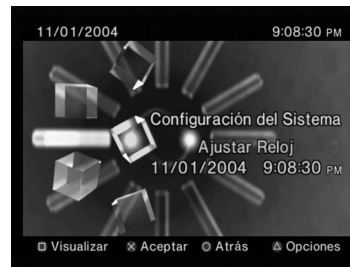 11/01/2004 9:08:30 PM
Configuración del Sistema
Ajustar Reloj
11/01/2004 9:08:30 PM
Visualizar Aceptar Atrás Opciones